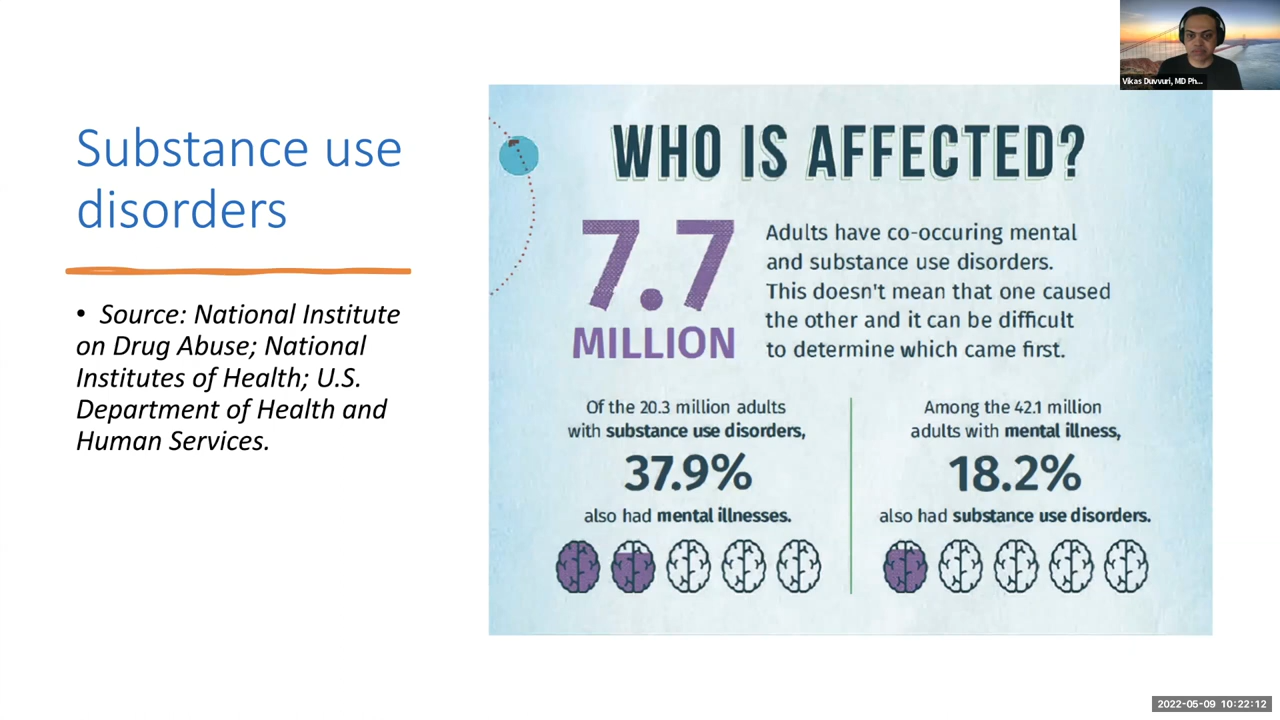 Vikas Duvvuri, MD Ph...
Substance use
disorders
• Source: National Institute
on Drug Abuse; National
Institutes of Health; U.S.
Department of Health and
Human Services.
WHO IS AFFECTED?
7.7
MILLION
Adults have co-occuring mental
and substance use disorders.
This doesn't mean that one caused
the other and it can be difficult
to determine which came first.
Of the 20.3 million adults
with substance use disorders,
37.9%
also had mental illnesses.
Among the 42.1 million
adults with mental illness,
18.2%
also had substance use disorders.
2022-05-09 10:22:12